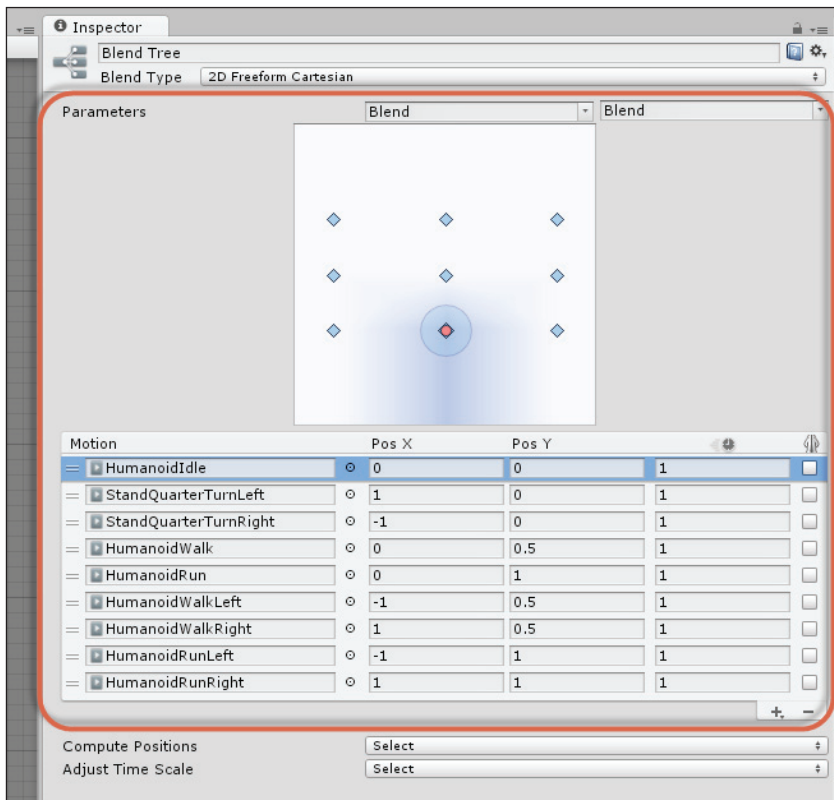 Inspector
Blend Tree
Blend Type 2D Freeform Cartesian
Parameters Blend Blend
Motion Pos X Pos Y
HumanoidIdle 0 0 1
StandQuarterTurnLeft 1 0 1
StandQuarterTurnRight -1 0 1
HumanoidWalk 0 0.5 1
HumanoidRun 0 1 1
HumanoidWalkLeft -1 0.5 1
HumanoidWalkRight 1 0.5 1
HumanoidRunLeft -1 1 1
HumanoidRunRight 1 1 1
Compute Positions Select
Adjust Time Scale Select